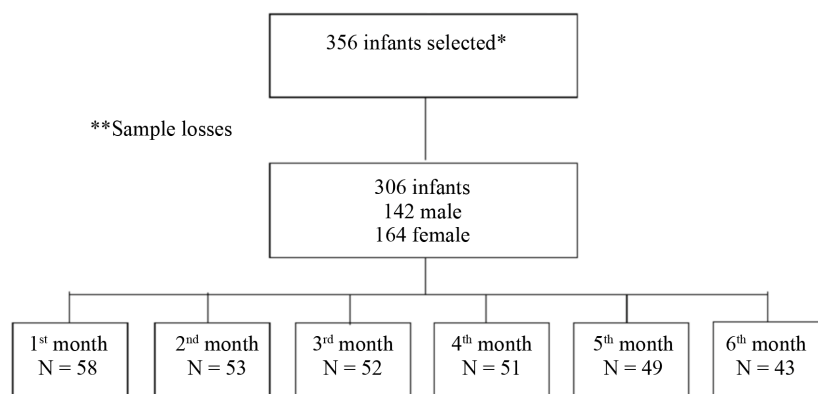 356 infants selected*
**Sample losses
306 infants
142 male
164 female
1st month
N = 58
2nd month
N = 53
3rd month
N = 52
4th month
N = 51
5th month
N = 49
6th month
N = 43